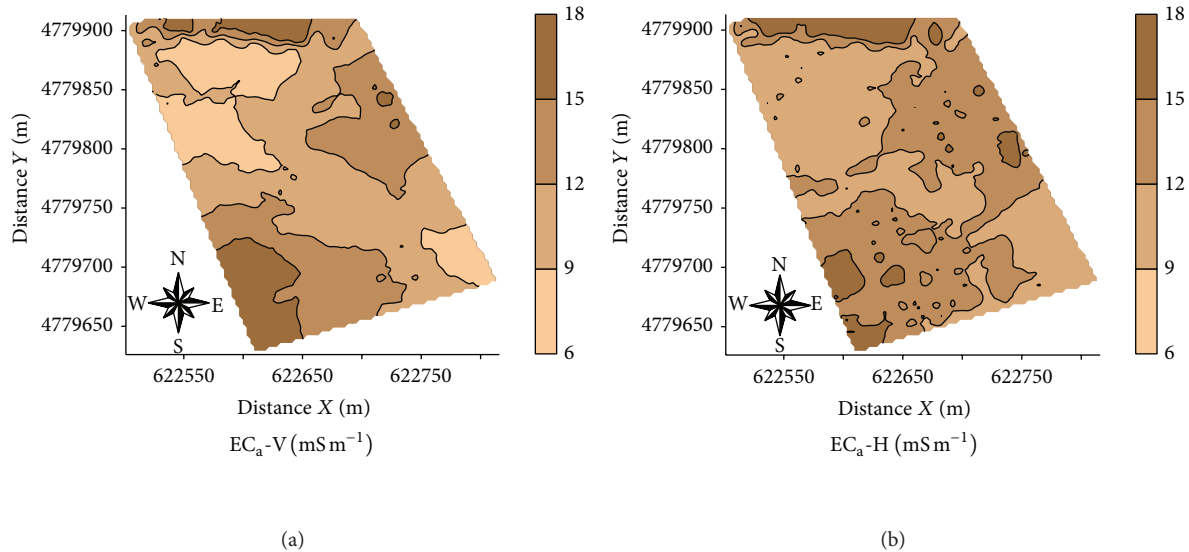 4779900
4779850
4779800
4779750
4779700
4779650
Distance Y (m)
622550 622650 622750
Distance X (m)
ECa-V (mS m−1)
N
W E
S
18
15
12
9
6
(a)
4779900
4779850
4779800
4779750
4779700
4779650
Distance Y (m)
622550 622650 622750
Distance X (m)
ECa-H (mS m−1)
N
W E
S
18
15
12
9
6
(b)